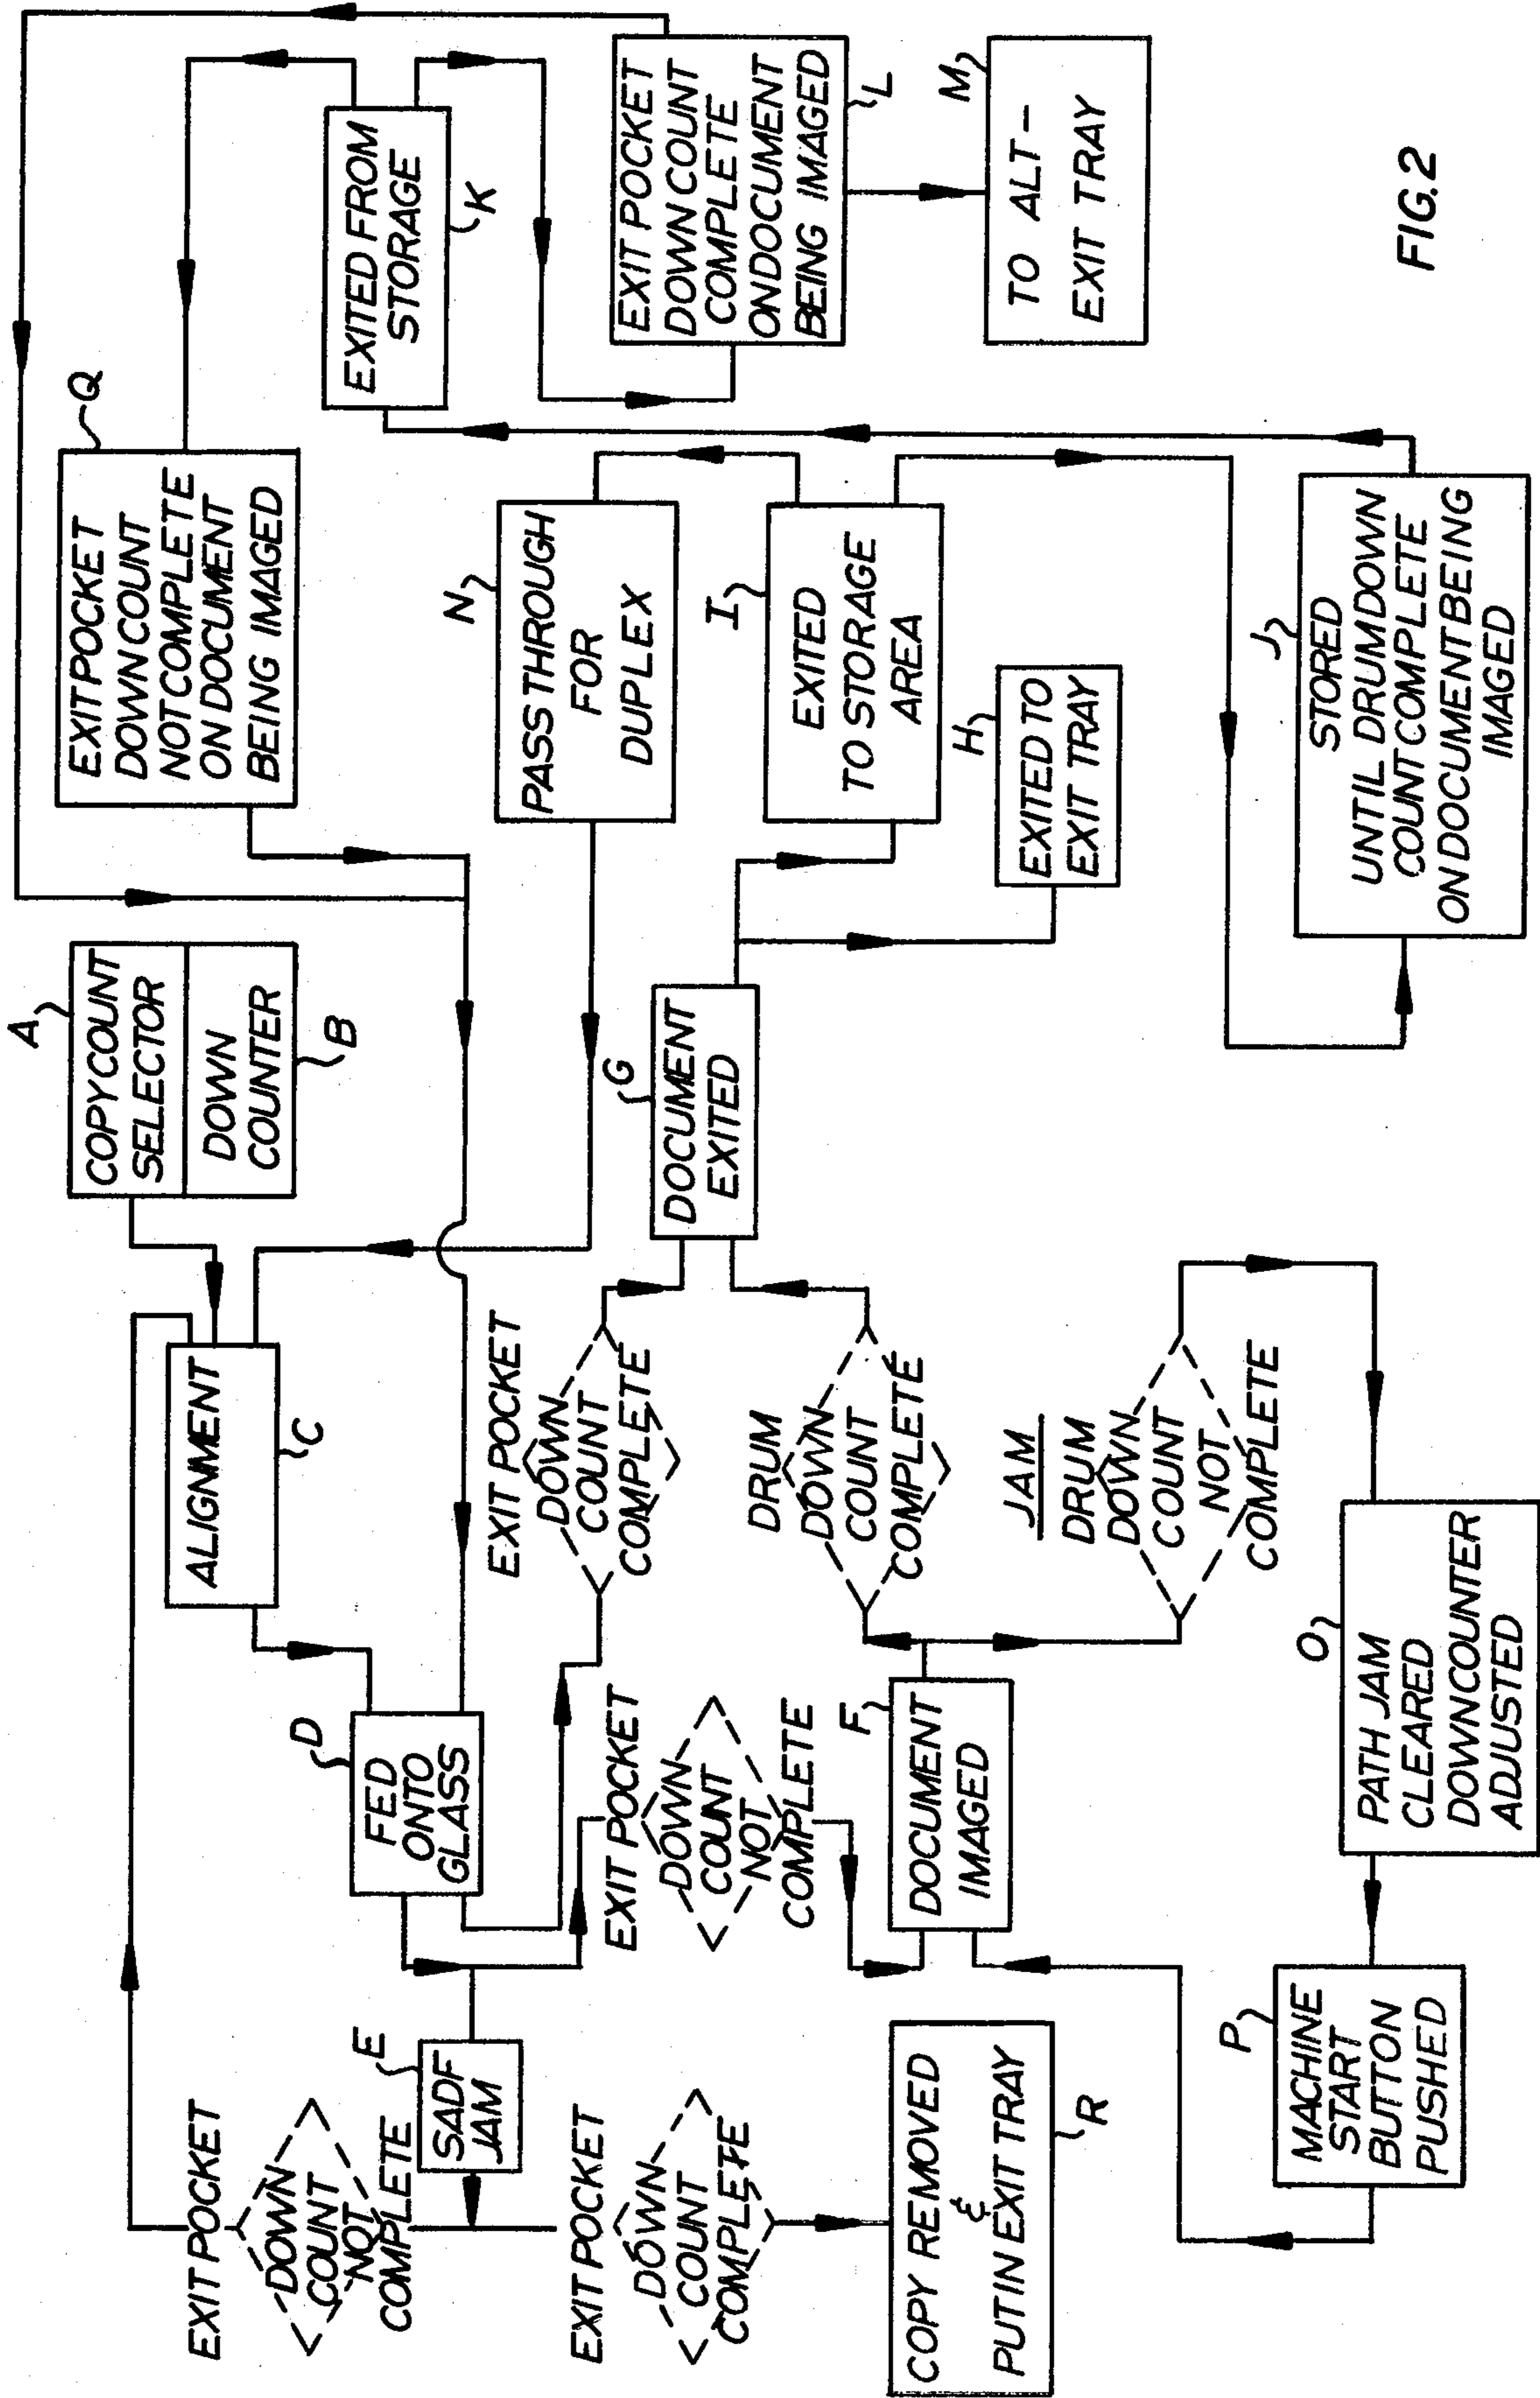 A
COPY COUNT
SELECTOR
DOWN
COUNTER
B
ALIGNMENT
C
D
FED
ONTO
GLASS
E
SADF
JAM
EXIT POCKET
DOWN
COUNT
NOT
COMPLETE
EXIT POCKET
DOWN
COUNT
COMPLETE
COPY REMOVED
&
PUT IN EXIT TRAY
R
EXIT POCKET
DOWN
COUNT
NOT
COMPLETE
EXIT POCKET
DOWN
COUNT
COMPLETE
F
DOCUMENT
IMAGED
DRUM
DOWN
COUNT
COMPLETE
JAM
DRUM
DOWN
COUNT
NOT
COMPLETE
O
PATH JAM
CLEARED
DOWNCOUNTER
ADJUSTED
P
MACHINE
START
BUTTON
PUSHED
G
DOCUMENT
EXITED
H
EXITED TO
EXIT TRAY
I
EXITED
TO STORAGE
AREA
N
PASS THROUGH
FOR
DUPLEX
J
STORED
UNTIL DRUM DOWN
COUNT COMPLETE
ON DOCUMENT BEING
IMAGED
Q
EXIT POCKET
DOWN COUNT
NOT COMPLETE
ON DOCUMENT
BEING IMAGED
EXITED FROM
STORAGE
K
EXIT POCKET
DOWN COUNT
COMPLETE
ON DOCUMENT
BEING IMAGED
L
M
TO ALT-
EXIT TRAY
FIG. 2